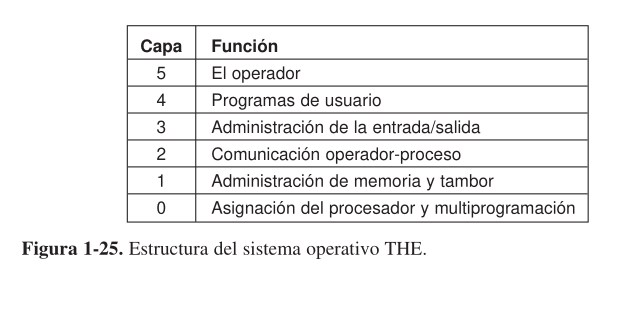 Capa Función
5 El operador
4 Programas de usuario
3 Administración de la entrada/salida
2 Comunicación operador-proceso
1 Administración de memoria y tambor
0 Asignación del procesador y multiprogramación
Figura 1-25. Estructura del sistema operativo THE.